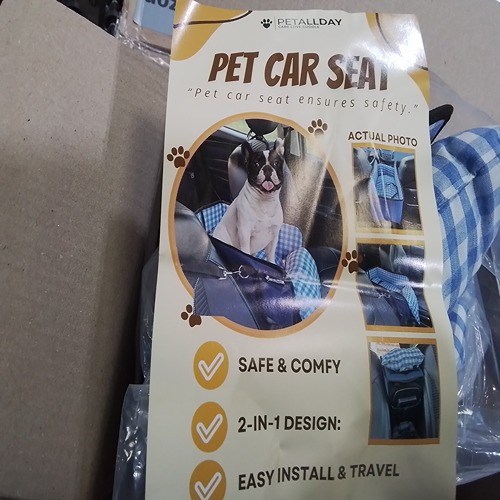 PETALLDAY
PET CAR SEAT
"Pet car seat ensures safety."
ACTUAL PHOTO
SAFE & COMFY
2-IN-1 DESIGN:
EASY INSTALL & TRAVEL